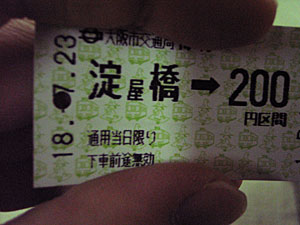 大阪市交通局
淀屋橋→200
円区間
通用当日限り
下車前途無効
18.-7.23